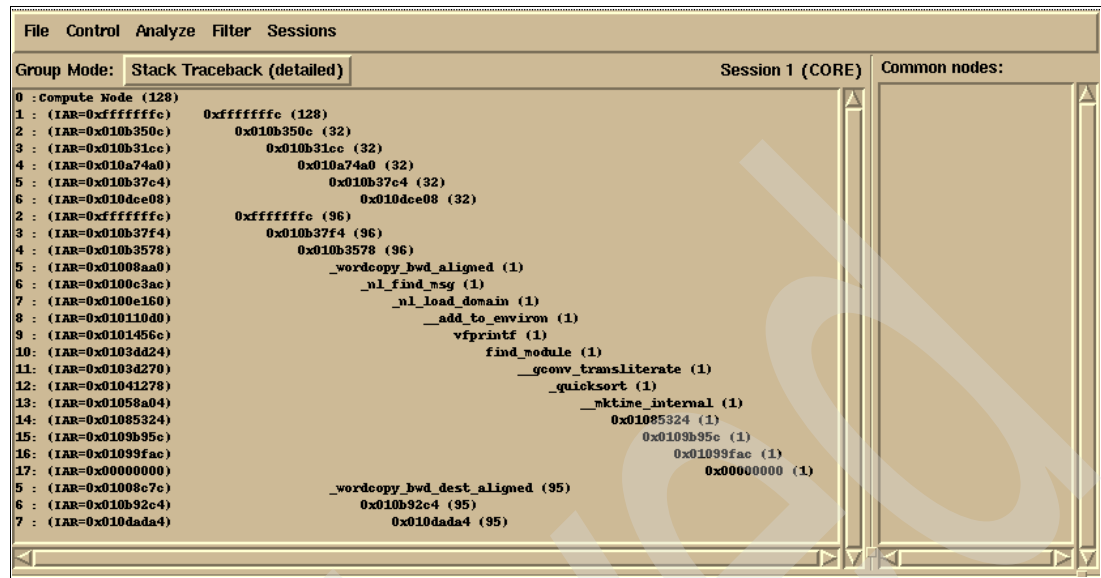 File Control Analyze Filter Sessions
Group Mode: Stack Traceback (detailed) Session 1 (CORE) Common nodes:
0 :Compute Node (128)
1 : (IAR=0xfffffffc) 0xfffffffc (128)
2 : (IAR=0x010b350c) 0x010b350c (32)
3 : (IAR=0x010b31cc) 0x010b31cc (32)
4 : (IAR=0x010a74a0) 0x010a74a0 (32)
5 : (IAR=0x010b37c4) 0x010b37c4 (32)
6 : (IAR=0x010dce08) 0x010dce08 (32)
2 : (IAR=0xfffffffc) 0xfffffffc (96)
3 : (IAR=0x010b37f4) 0x010b37f4 (96)
4 : (IAR=0x010b3578) 0x010b3578 (96)
5 : (IAR=0x01008aa0) _wordcopy_bwd_aligned (1)
6 : (IAR=0x0100c3ac) _nl_find_msg (1)
7 : (IAR=0x0100e160) _nl_load_domain (1)
8 : (IAR=0x010110d0) __add_to_environ (1)
9 : (IAR=0x0101456c) vfprintf (1)
10: (IAR=0x0103dd24) find_module (1)
11: (IAR=0x0103d270) __gconv_transliterate (1)
12: (IAR=0x01041278) _quicksort (1)
13: (IAR=0x01058a04) __mktime_internal (1)
14: (IAR=0x01085324) 0x01085324 (1)
15: (IAR=0x0109b95c) 0x0109b95c (1)
16: (IAR=0x01099fac) 0x01099fac (1)
17: (IAR=0x00000000) 0x00000000 (1)
5 : (IAR=0x01008c7c) _wordcopy_bwd_dest_aligned (95)
6 : (IAR=0x010b92c4) 0x010b92c4 (95)
7 : (IAR=0x010dada4) 0x010dada4 (95)